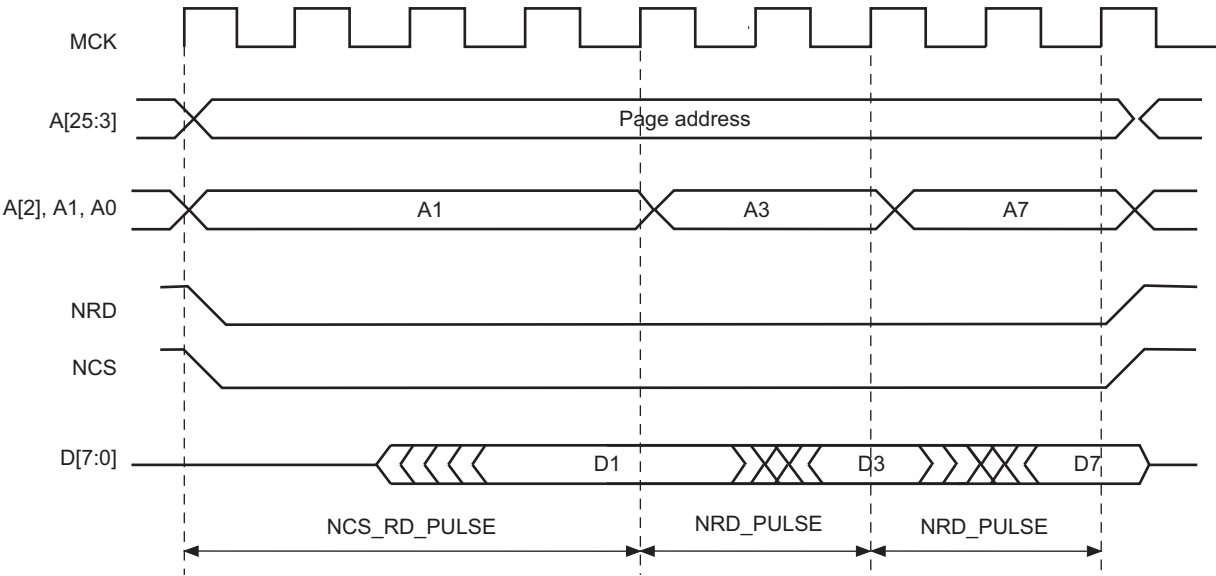 MCK
A[25:3]
Page address
A[2], A1, A0
A1
A3
A7
NRD
NCS
D[7:0]
D1
D3
D7
NCS_RD_PULSE
NRD_PULSE
NRD_PULSE